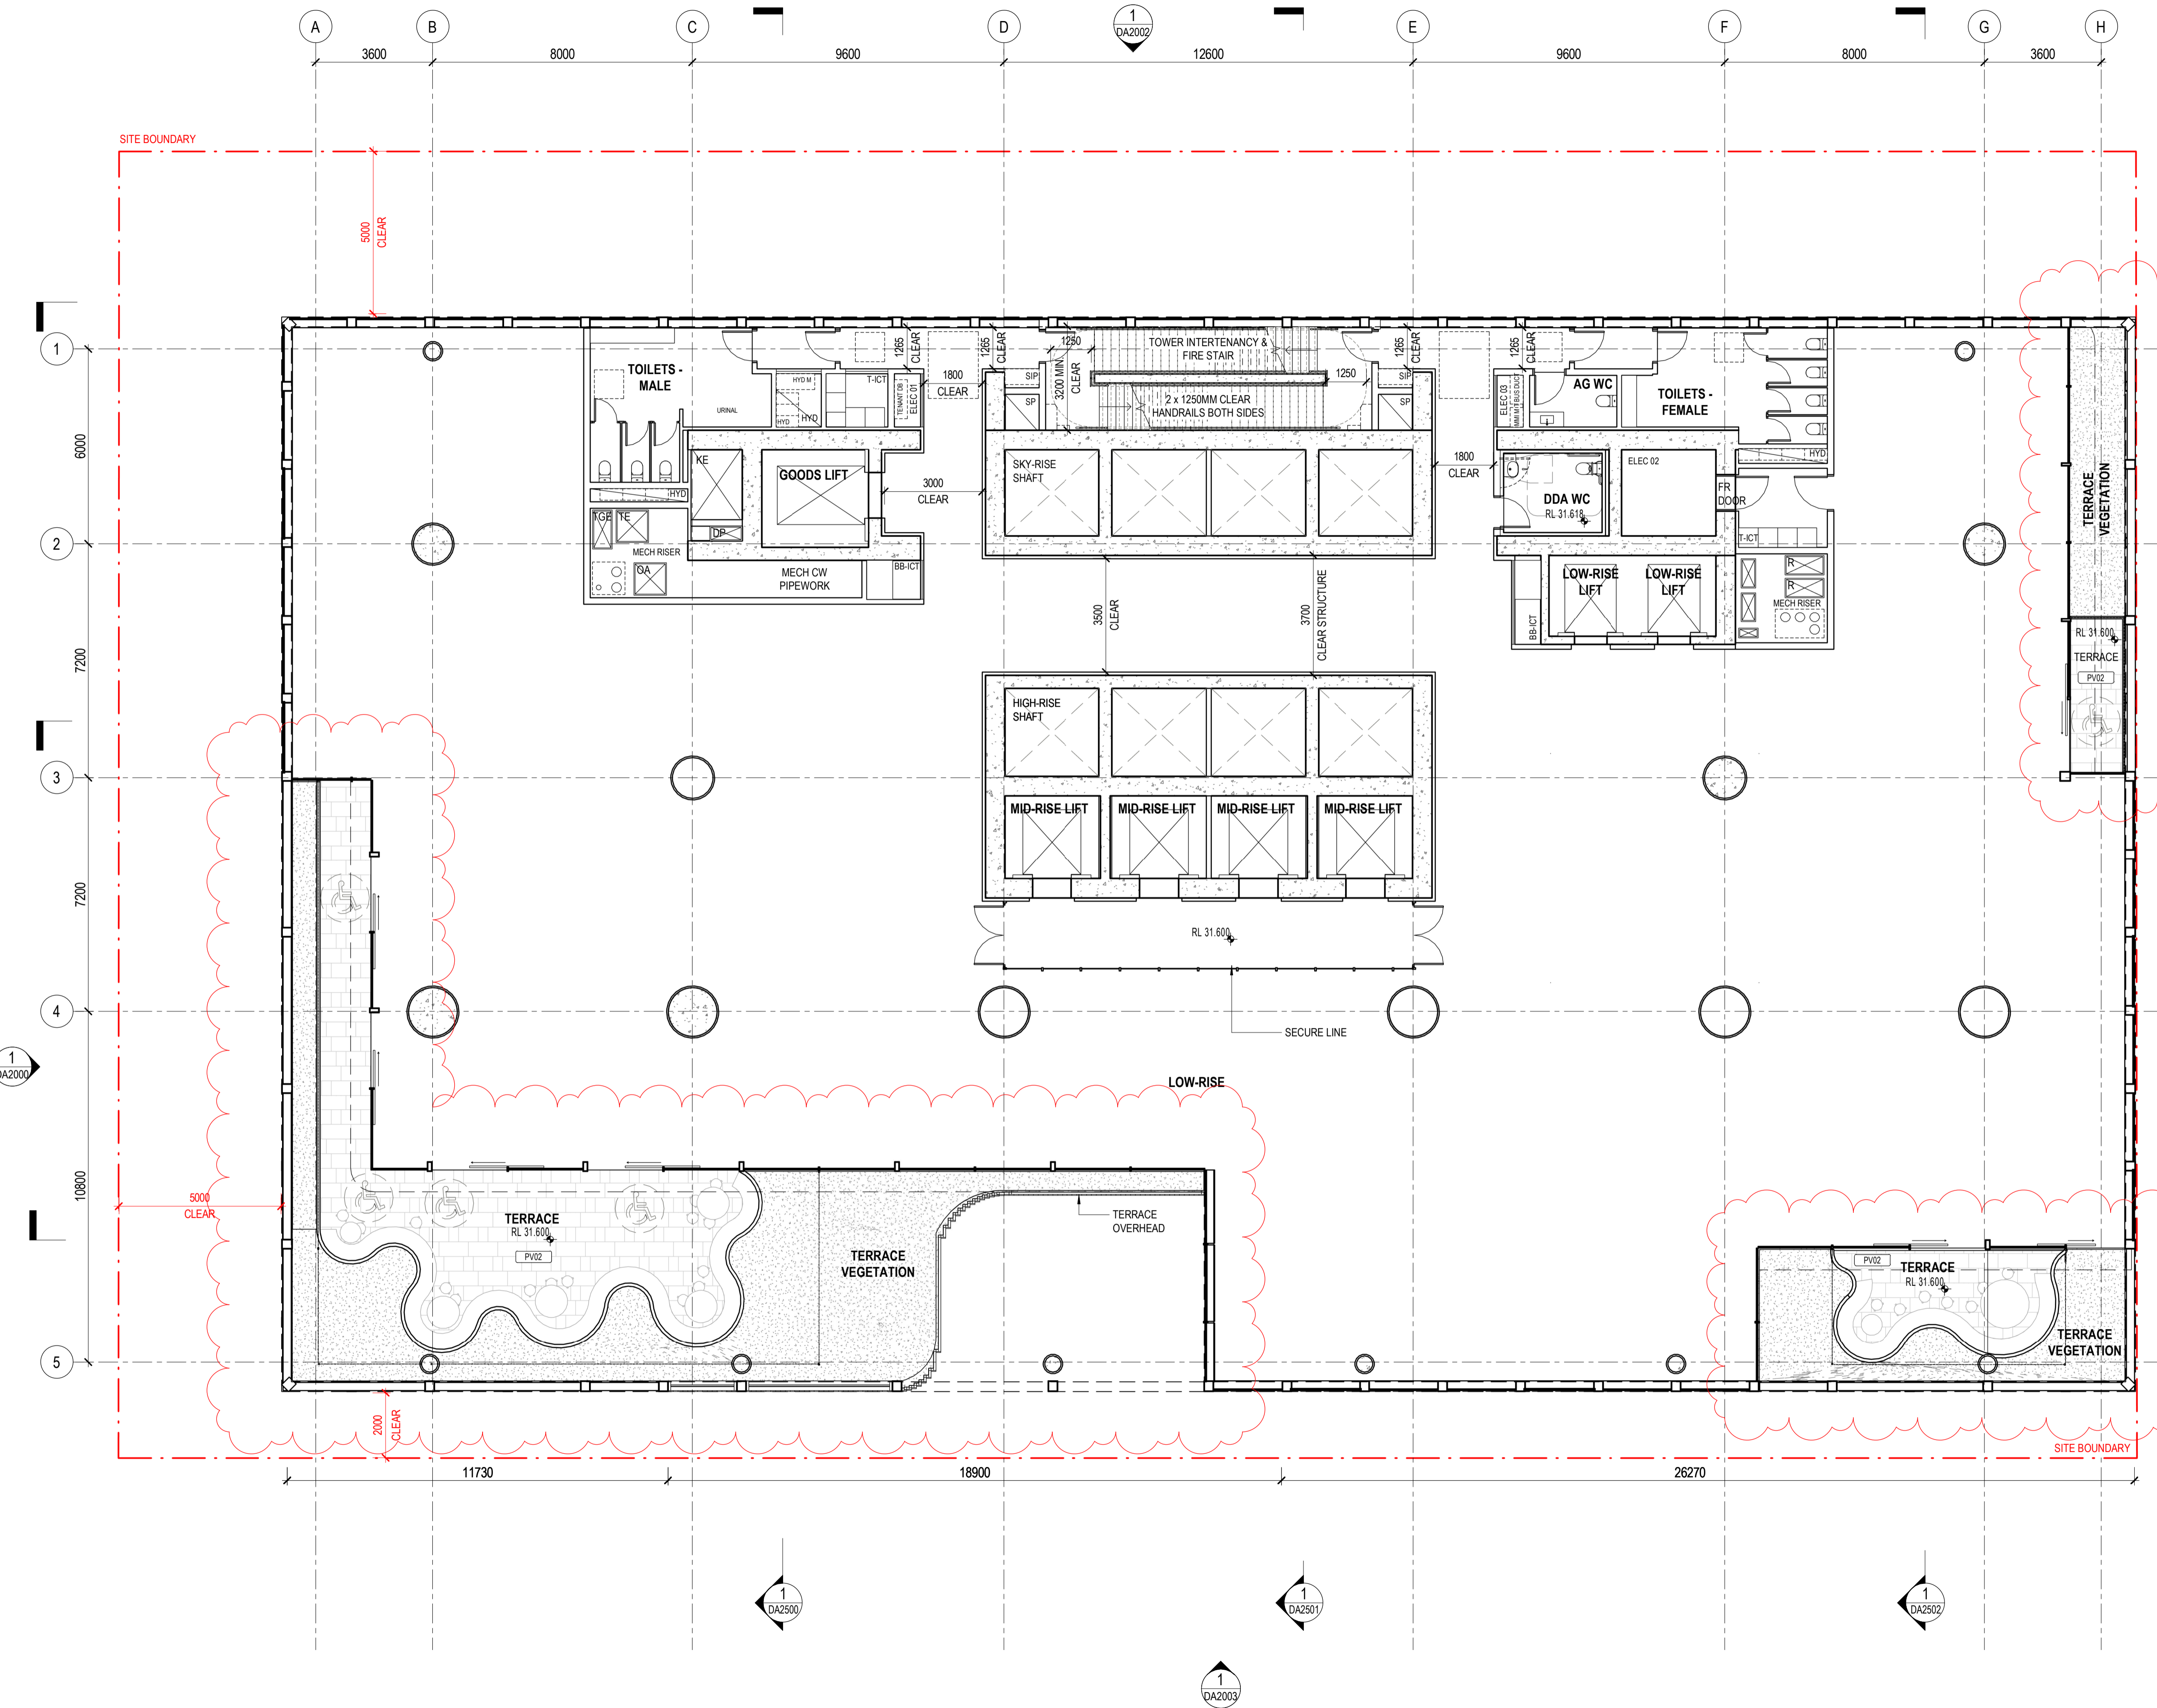 A
B
C
D
1
DA2002
E
F
G
H
3600
8000
9600
12600
9600
8000
3600
SITE BOUNDARY
5000
CLEAR
1
6000
2
7200
3
7200
4
10800
5
1
DA2000
TOILETS -
MALE
URINAL
HYD M
HYD
HYD
T-ICT
TENANT DB
ELEC 01
1265
CLEAR
1800
CLEAR
1265
CLEAR
SIP
SP
1250
3200 MIN
CLEAR
TOWER INTERTENANCY &
FIRE STAIR
2 x 1250MM CLEAR
HANDRAILS BOTH SIDES
1250
SIP
SP
1265
CLEAR
1265
CLEAR
ELEC 03
AG WC
TOILETS -
FEMALE
HYD
KE
GOODS LIFT
3000
CLEAR
SKY-RISE
SHAFT
1800
CLEAR
DDA WC
RL 31.618
ELEC 02
FR
DOOR
HYD
TGE
TE
DP
MECH RISER
OA
MECH CW
PIPEWORK
BB-ICT
T-ICT
LOW-RISE
LIFT
LOW-RISE
LIFT
BB-ICT
R
R
MECH RISER
3500
CLEAR
3700
CLEAR STRUCTURE
TERRACE
VEGETATION
RL 31.600
TERRACE
PV02
HIGH-RISE
SHAFT
MID-RISE LIFT
MID-RISE LIFT
MID-RISE LIFT
MID-RISE LIFT
RL 31.600
SECURE LINE
LOW-RISE
5000
CLEAR
TERRACE
RL 31.600
PV02
TERRACE
VEGETATION
TERRACE
OVERHEAD
PV02
TERRACE
RL 31.600
TERRACE
VEGETATION
2000
CLEAR
SITE BOUNDARY
11730
18900
26270
1
DA2500
1
DA2501
1
DA2502
1
DA2003